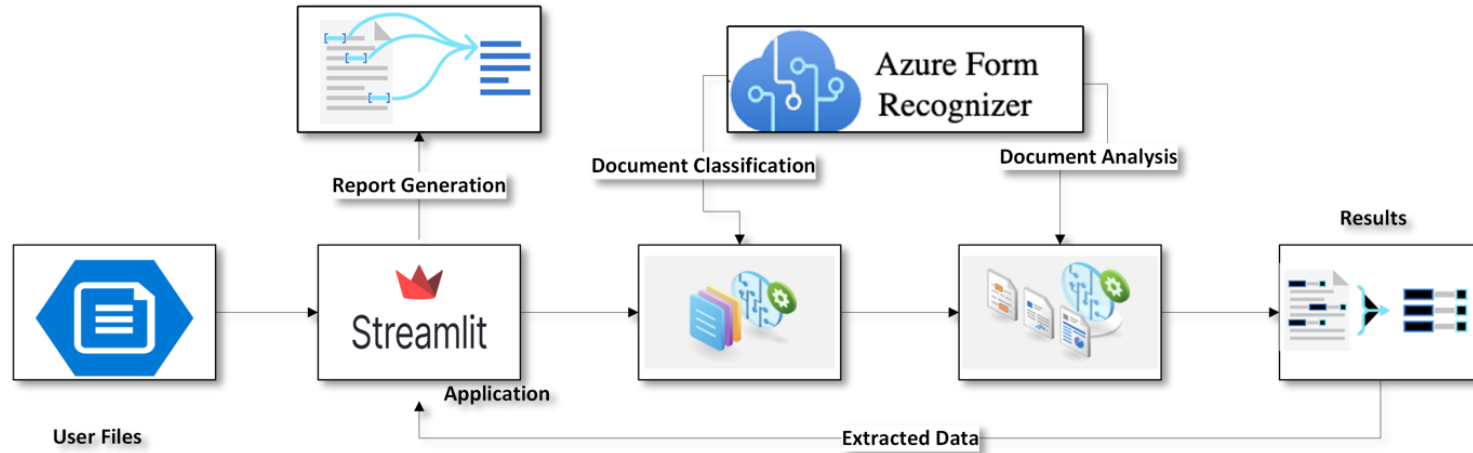 Azure Form
Recognizer
Document Classification
Document Analysis
Report Generation
Results
Streamlit
Application
User Files
Extracted Data